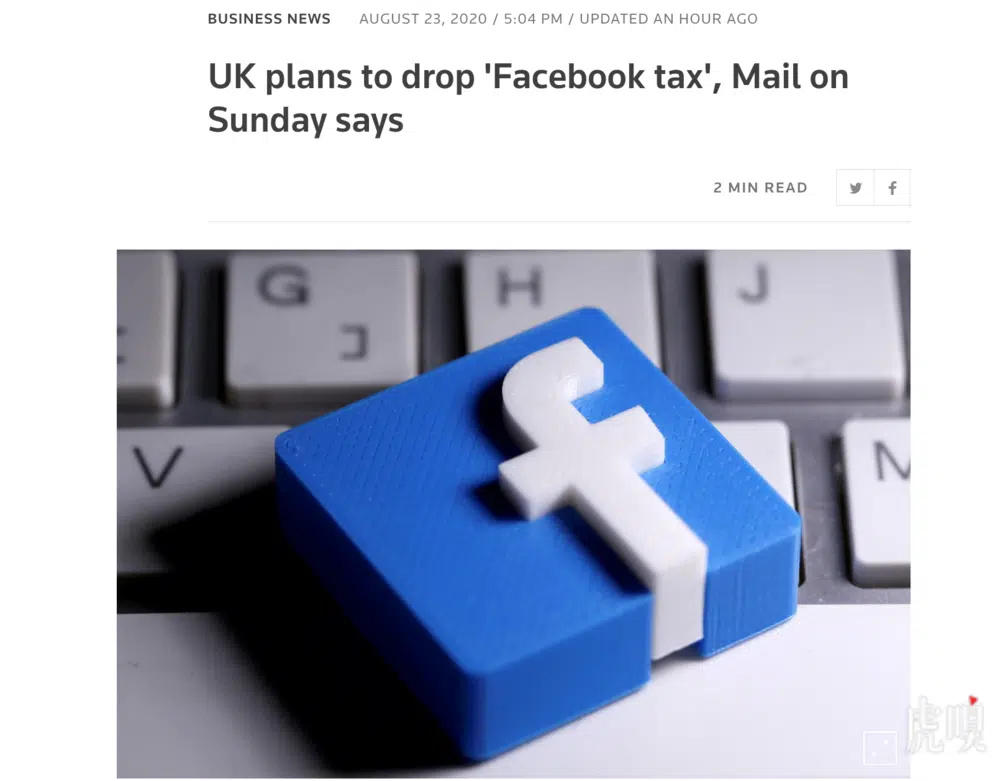 BUSINESS NEWS AUGUST 23, 2020 / 5:04 PM / UPDATED AN HOUR AGO
UK plans to drop 'Facebook tax', Mail on
Sunday says
2 MIN READ
G
H
J
V
M
f
虎嗅